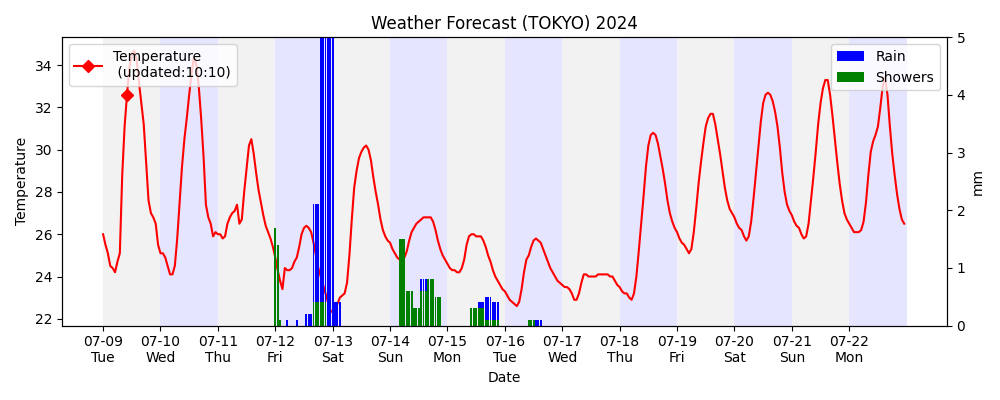 Weather Forecast (TOKYO) 2024
Temperature
(updated:10:10)
Rain
Showers
Temperature
34
32
30
28
26
24
22
5
4
3
2
1
0
mm
07-09 07-10 07-11 07-12 07-13 07-14 07-15 07-16 07-17 07-18 07-19 07-20 07-21 07-22
Tue Wed Thu Fri Sat Sun Mon Tue Wed Thu Fri Sat Sun Mon
Date